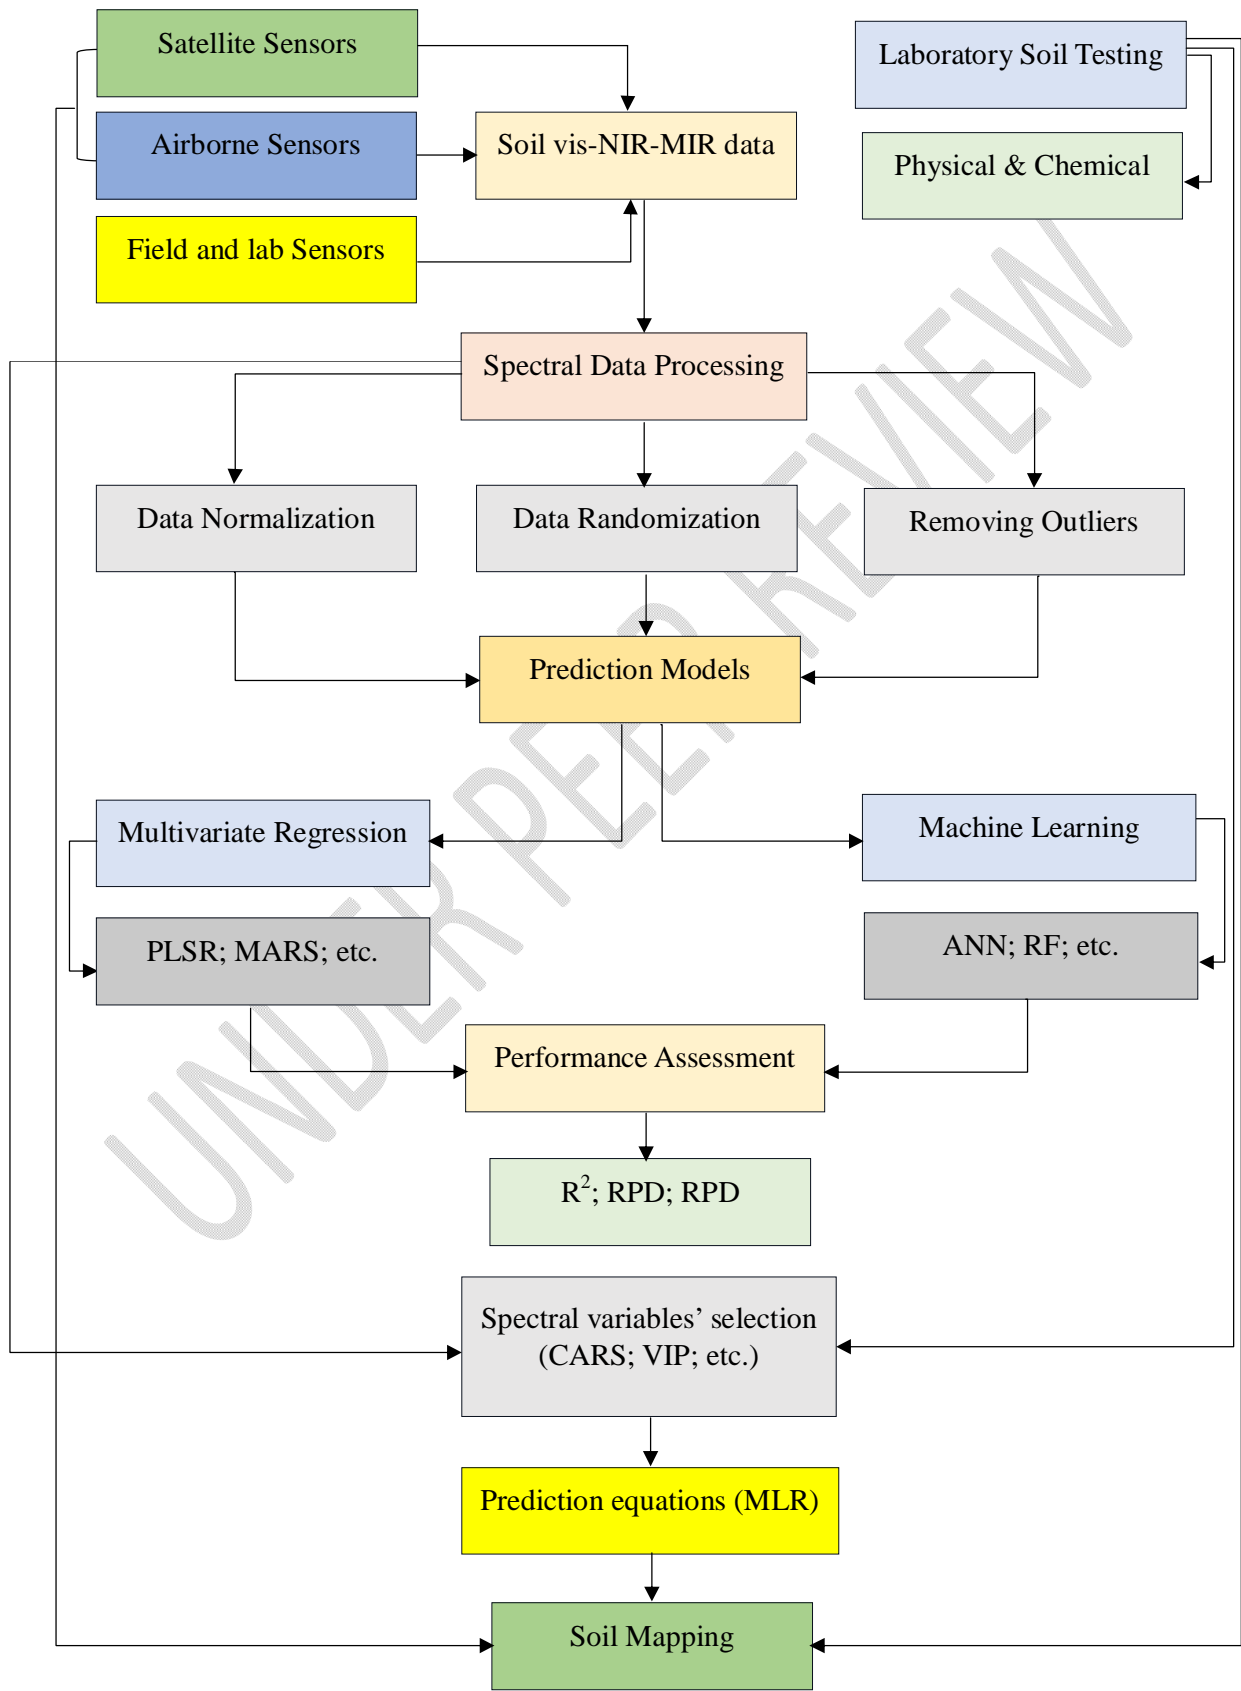 Satellite Sensors
Laboratory Soil Testing
Airborne Sensors
Soil vis-NIR-MIR data
Physical & Chemical
Field and lab Sensors
Spectral Data Processing
Data Normalization
Data Randomization
Removing Outliers
Prediction Models
Multivariate Regression
Machine Learning
PLSR; MARS; etc.
ANN; RF; etc.
Performance Assessment
R²; RPD; RPD
Spectral variables’ selection
(CARS; VIP; etc.)
Prediction equations (MLR)
Soil Mapping
UNDER PEER REVIEW